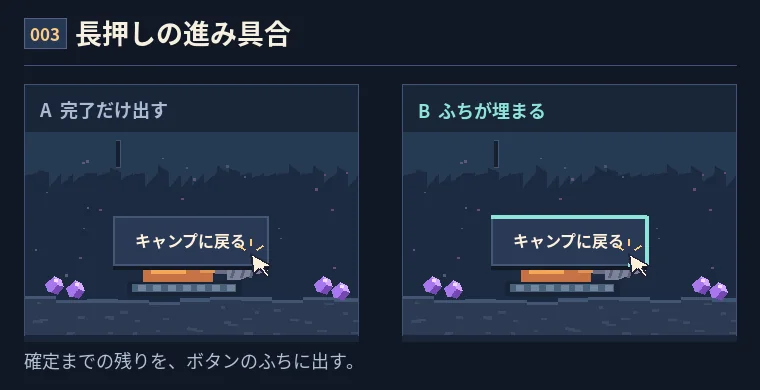 003 長押しの進み具合
A 完了だけ出す
キャンプに戻る
B ふちが埋まる
キャンプに戻る
確定までの残りを、ボタンのふちに出す。